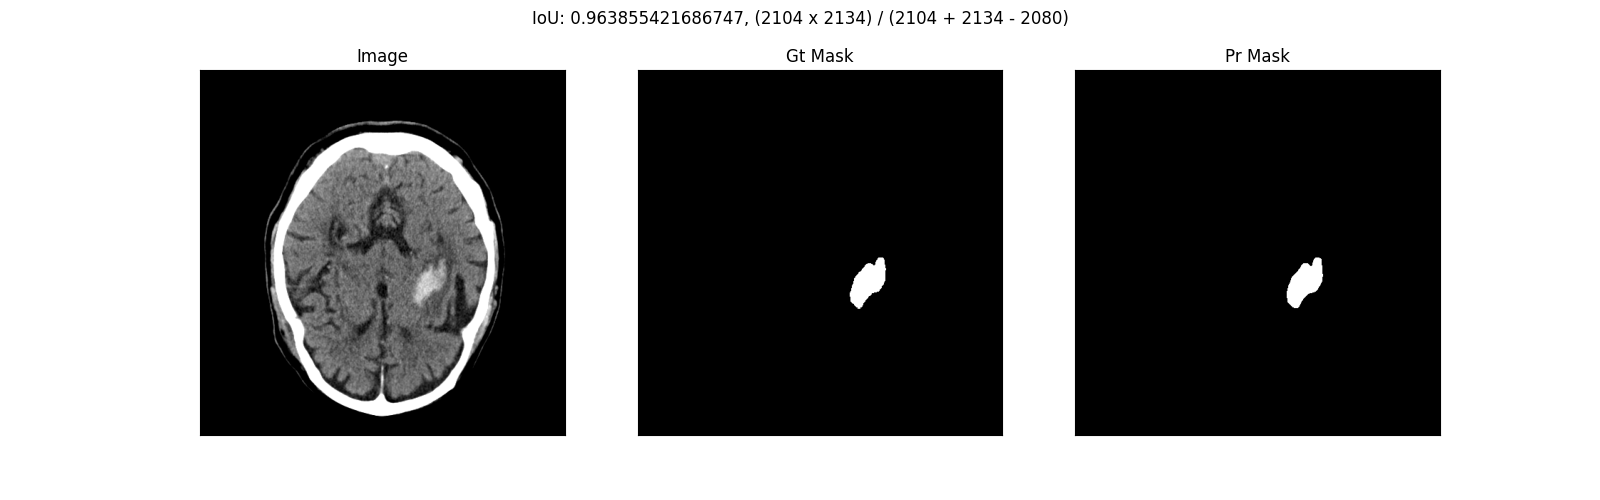 IoU: 0.963855421686747, (2104 x 2134) / (2104 + 2134 - 2080)
Image
Gt Mask
Pr Mask